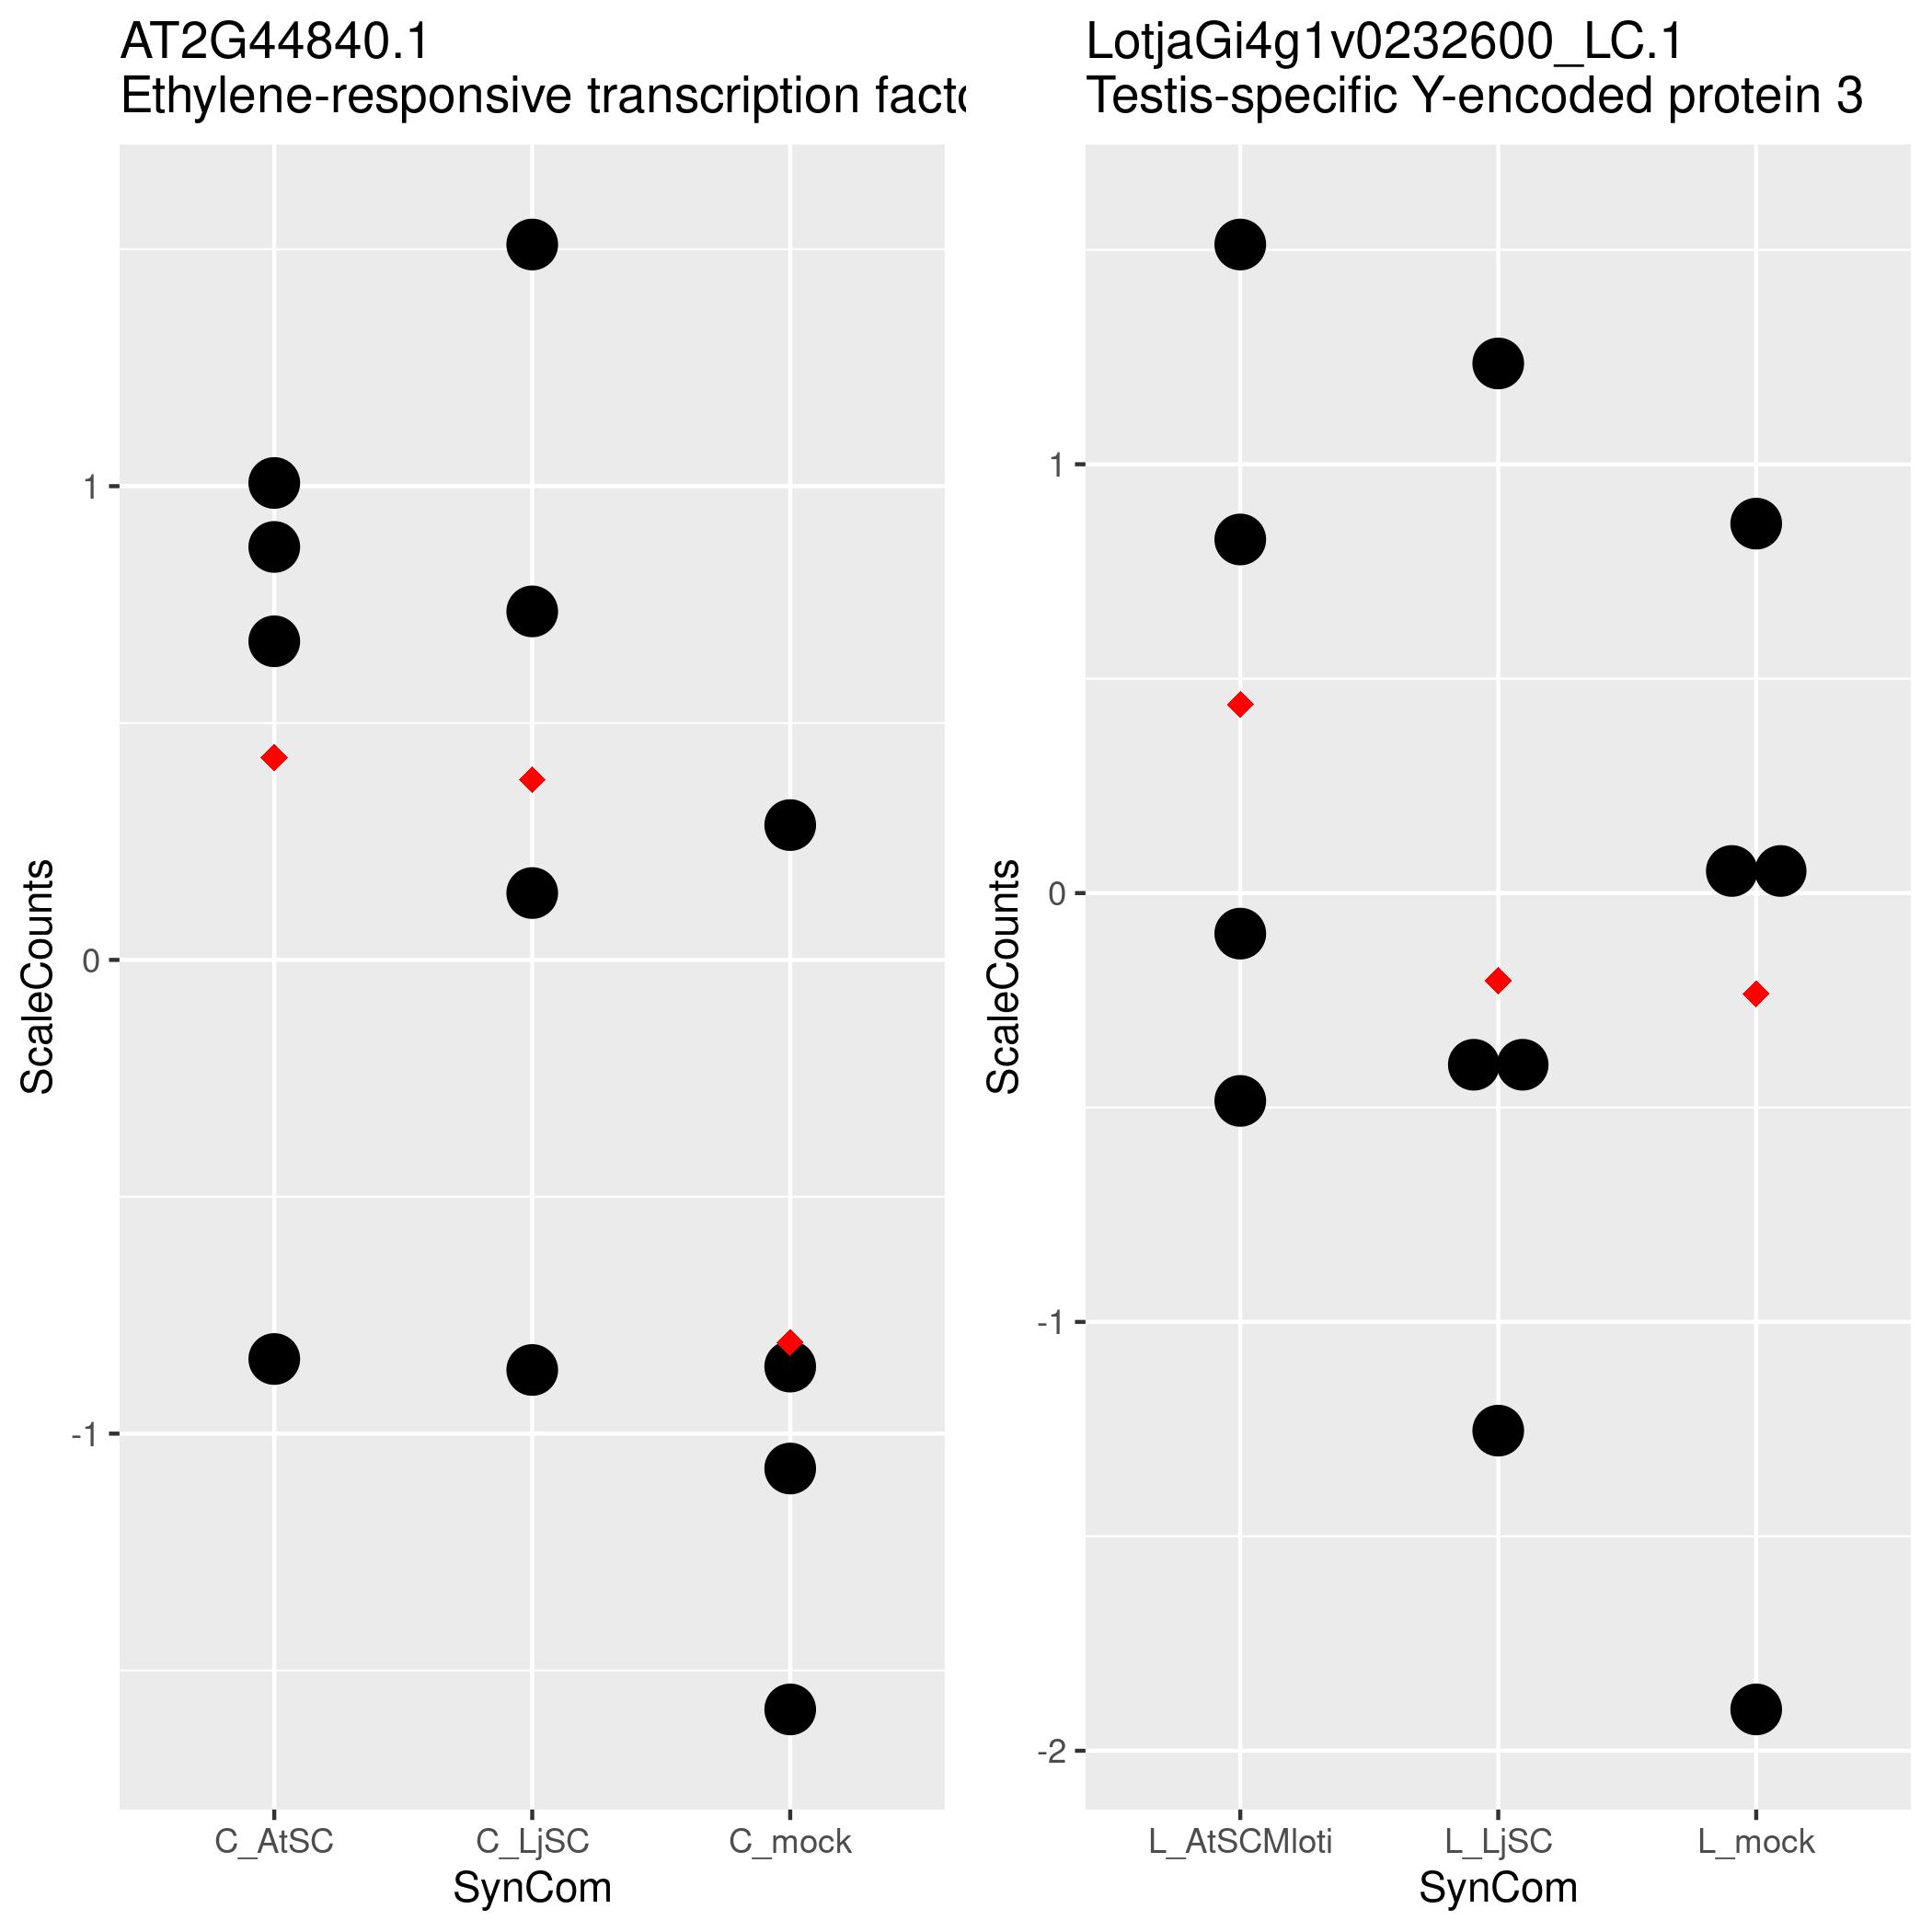 AT2G44840.1
Ethylene-responsive transcription facto
ScaleCounts
1
0
-1
C_AtSC
C_LjSC
C_mock
SynCom
LotjaGi4g1v0232600_LC.1
Testis-specific Y-encoded protein 3
ScaleCounts
1
0
-1
-2
L_AtSCMloti
L_LjSC
L_mock
SynCom